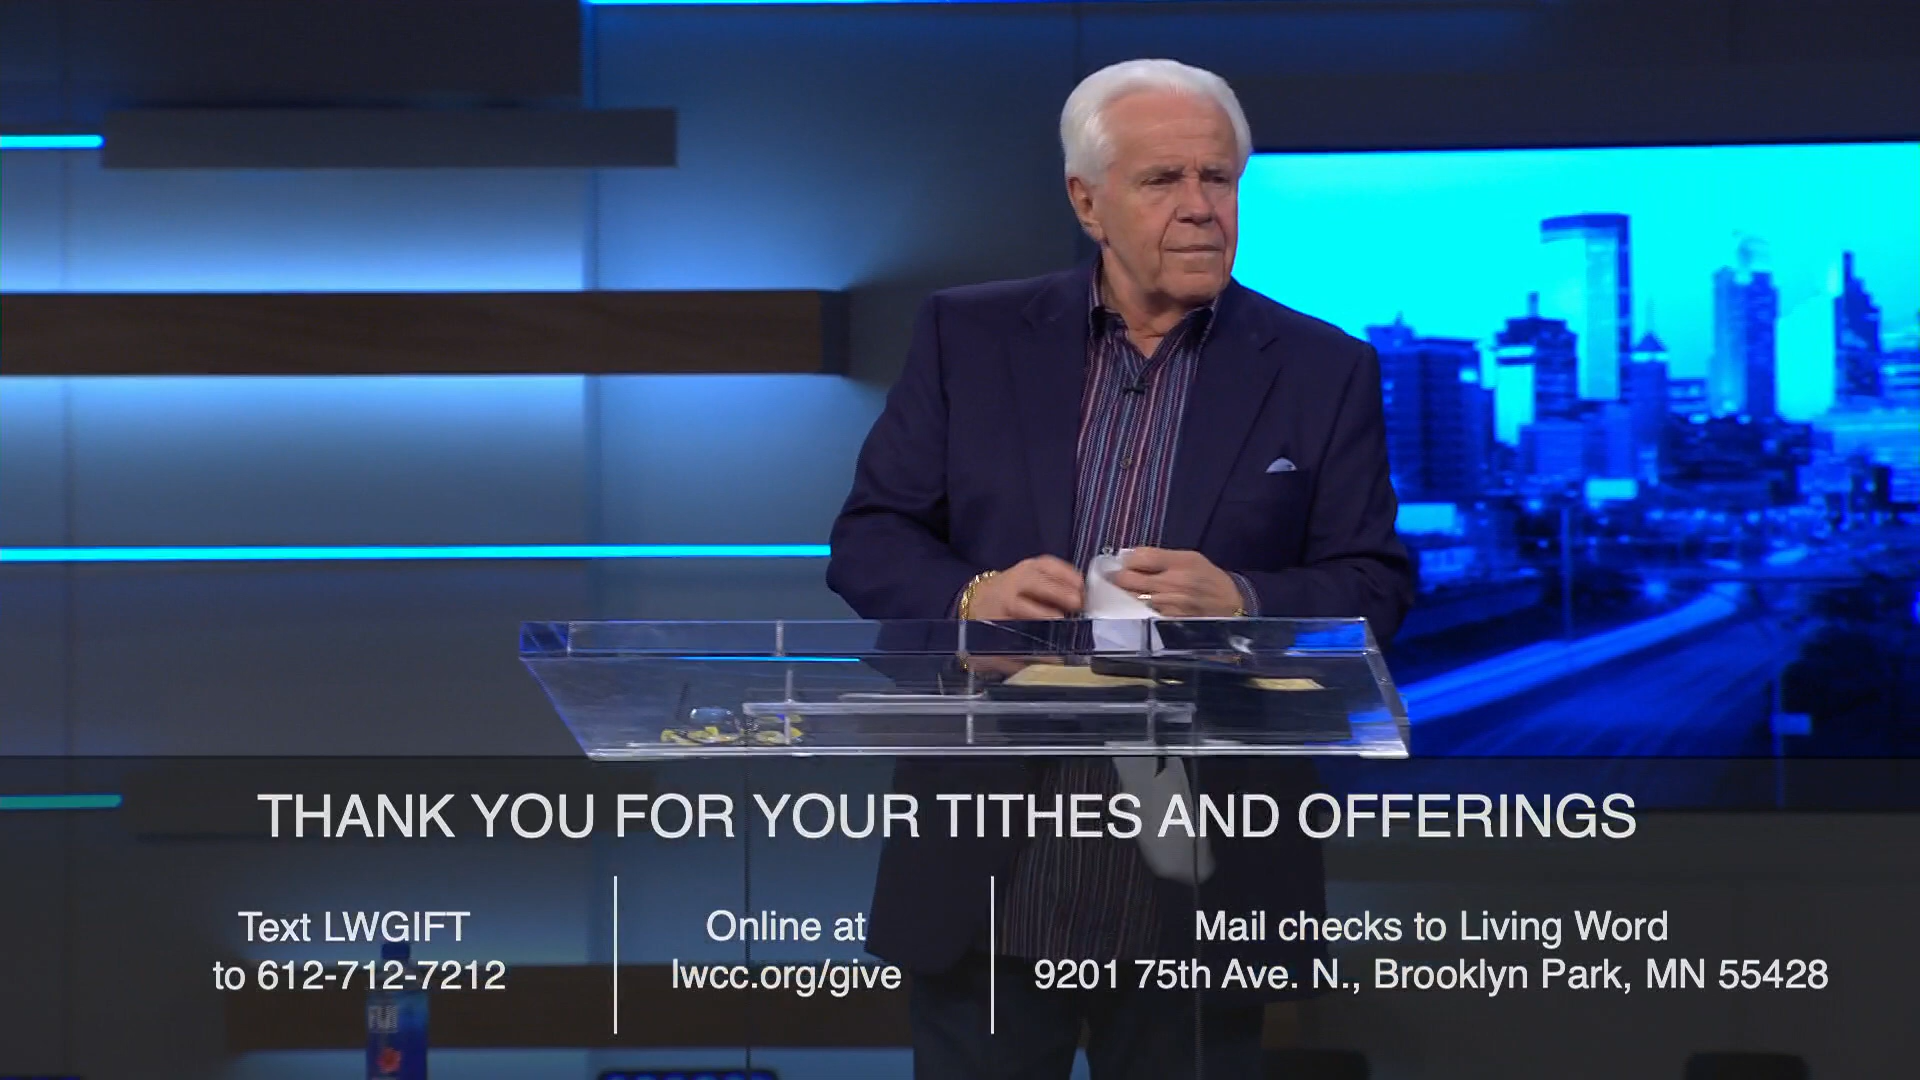 THANK YOU FOR YOUR TITHES AND OFFERINGS
Text LWGIFT
to 612-712-7212
Online at
lwcc.org/give
Mail checks to Living Word
9201 75th Ave. N., Brooklyn Park, MN 55428
FIJI